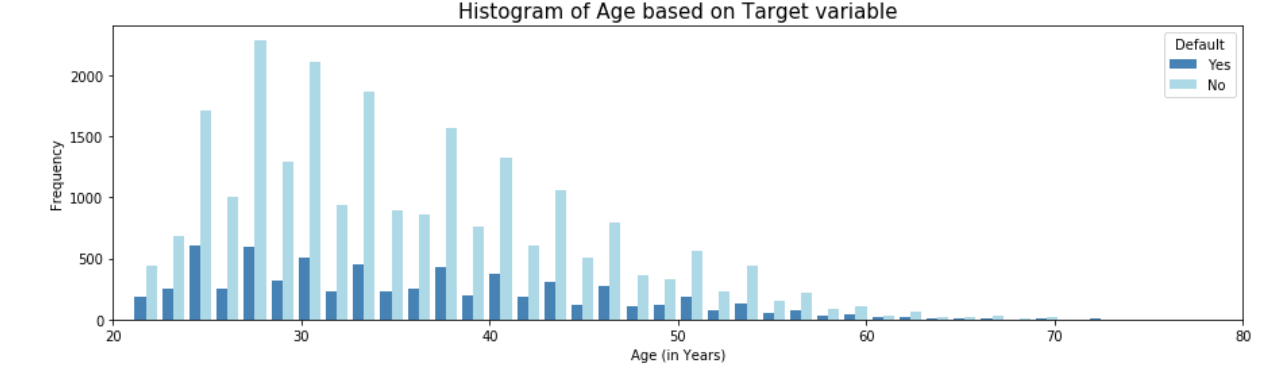 Histogram of Age based on Target variable
Default
Yes
No
2000
1500
1000
500
0
Frequency
20 30 40 50 60 70 80
Age (in Years)